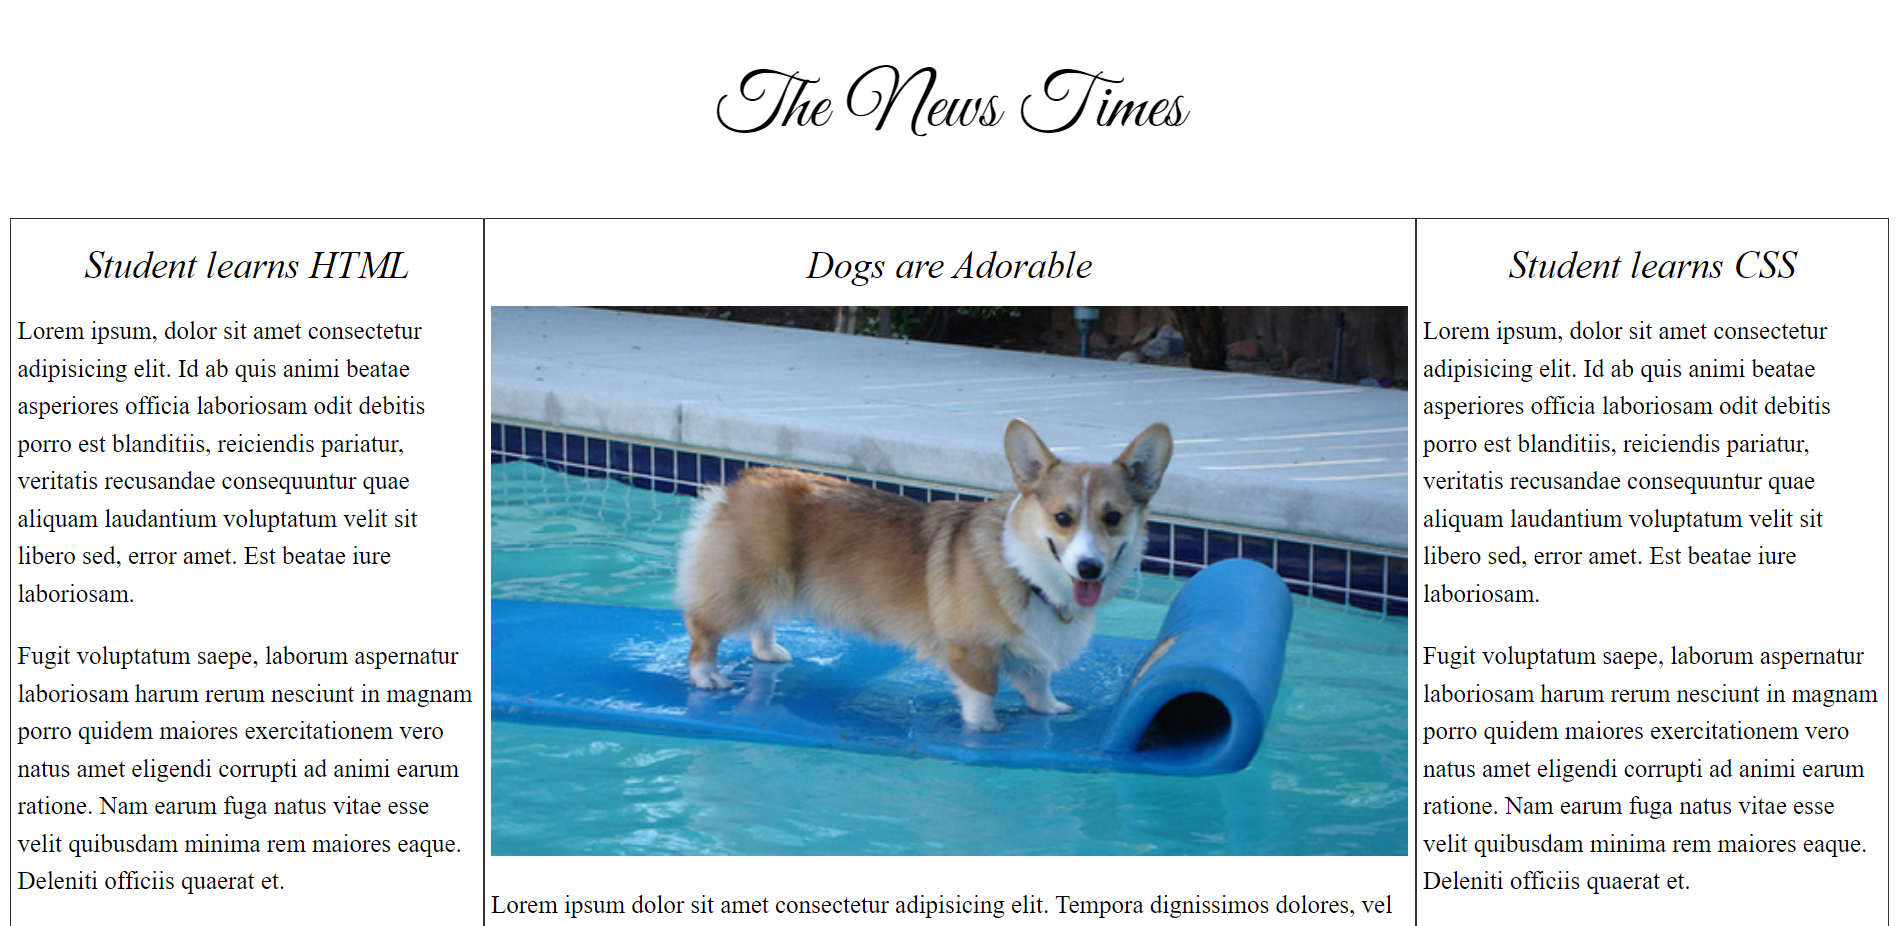 The News Times
Student learns HTML
Lorem ipsum, dolor sit amet consectetur
adipisicing elit. Id ab quis animi beatae
asperiores officia laboriosam odit debitis
porro est blanditiis, reiciendis pariatur,
veritatis recusandae consequuntur quae
aliquam laudantium voluptatum velit sit
libero sed, error amet. Est beatae iure
laboriosam.
Fugit voluptatum saepe, laborum aspernatur
laboriosam harum rerum nesciunt in magnam
porro quidem maiores exercitationem vero
natus amet eligendi corrupti ad animi earum
ratione. Nam earum fuga natus vitae esse
velit quibusdam minima rem maiores eaque.
Deleniti officiis quaerat et.
Dogs are Adorable
Lorem ipsum dolor sit amet consectetur adipisicing elit. Tempora dignissimos dolores, vel
Student learns CSS
Lorem ipsum, dolor sit amet consectetur
adipisicing elit. Id ab quis animi beatae
asperiores officia laboriosam odit debitis
porro est blanditiis, reiciendis pariatur,
veritatis recusandae consequuntur quae
aliquam laudantium voluptatum velit sit
libero sed, error amet. Est beatae iure
laboriosam.
Fugit voluptatum saepe, laborum aspernatur
laboriosam harum rerum nesciunt in magnam
porro quidem maiores exercitationem vero
natus amet eligendi corrupti ad animi earum
ratione. Nam earum fuga natus vitae esse
velit quibusdam minima rem maiores eaque.
Deleniti officiis quaerat et.